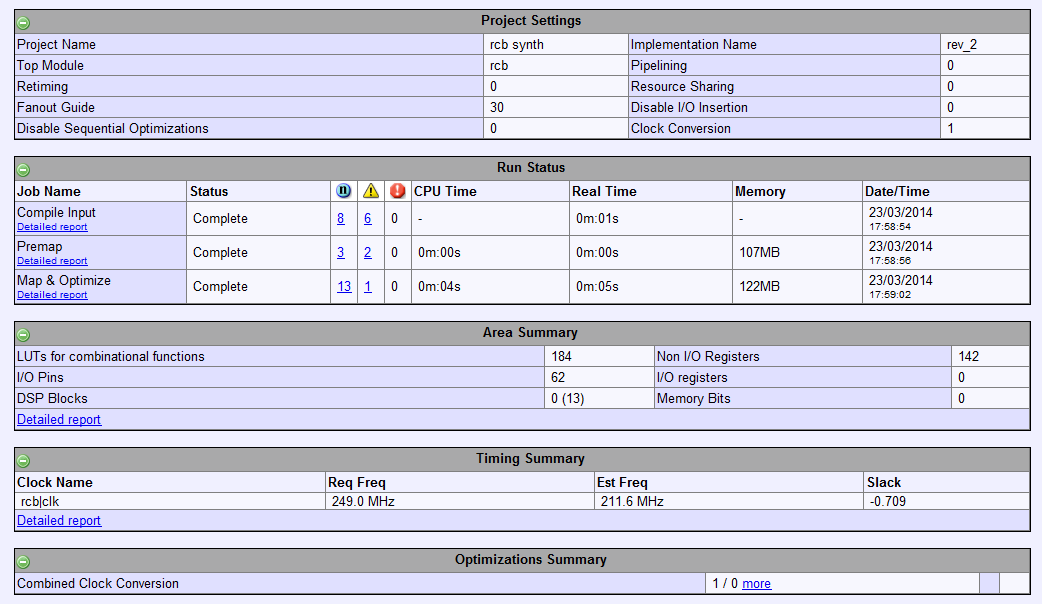 Project Settings
Project Name rcb synth Implementation Name rev_2
Top Module rcb Pipelining 0
Retiming 0 Resource Sharing 0
Fanout Guide 30 Disable I/O Insertion 0
Disable Sequential Optimizations 0 Clock Conversion 1
Run Status
Job Name Status n ! ! CPU Time Real Time Memory Date/Time
Compile Input Complete 8 6 0 - 0m:01s - 23/03/2014
Detailed report 17:58:54
Premap Complete 3 2 0 0m:00s 0m:00s 107MB 23/03/2014
Detailed report 17:58:56
Map & Optimize Complete 13 1 0 0m:04s 0m:05s 122MB 23/03/2014
Detailed report 17:59:02
Area Summary
LUTs for combinational functions 184 Non I/O Registers 142
I/O Pins 62 I/O registers 0
DSP Blocks 0 (13) Memory Bits 0
Detailed report
Timing Summary
Clock Name Req Freq Est Freq Slack
rcb|clk 249.0 MHz 211.6 MHz -0.709
Detailed report
Optimizations Summary
Combined Clock Conversion 1 / 0 more